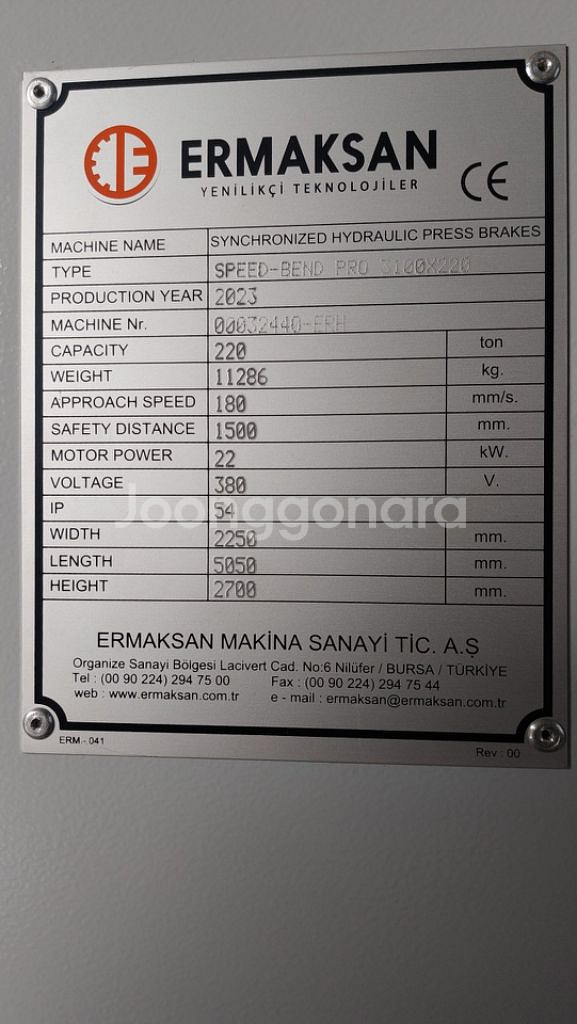 ERMAKSAN
YENİLİKÇİ TEKNOLOJİLER
CE
MACHINE NAME SYNCHRONIZED HYDRAULIC PRESS BRAKES
TYPE SPEED-BEND PRO 3100X220
PRODUCTION YEAR 2023
MACHINE Nr. 00032440-ERH
CAPACITY 220 ton
WEIGHT 11286 kg.
APPROACH SPEED 180 mm/s.
SAFETY DISTANCE 1500 mm.
MOTOR POWER 22 kW.
VOLTAGE 380 V.
IP 54
Joonggonara
WIDTH 2250 mm.
LENGTH 5050 mm.
HEIGHT 2700 mm.
ERMAKSAN MAKİNA SANAYİ TİC. A.Ş
Organize Sanayi Bölgesi Lacivert Cad. No:6 Nilüfer / BURSA / TÜRKİYE
Tel : (00 90 224) 294 75 00 Fax : (00 90 224) 294 75 44
web : www.ermaksan.com.tr e - mail : ermaksan@ermaksan.com.tr
ERM.- 041 Rev : 00